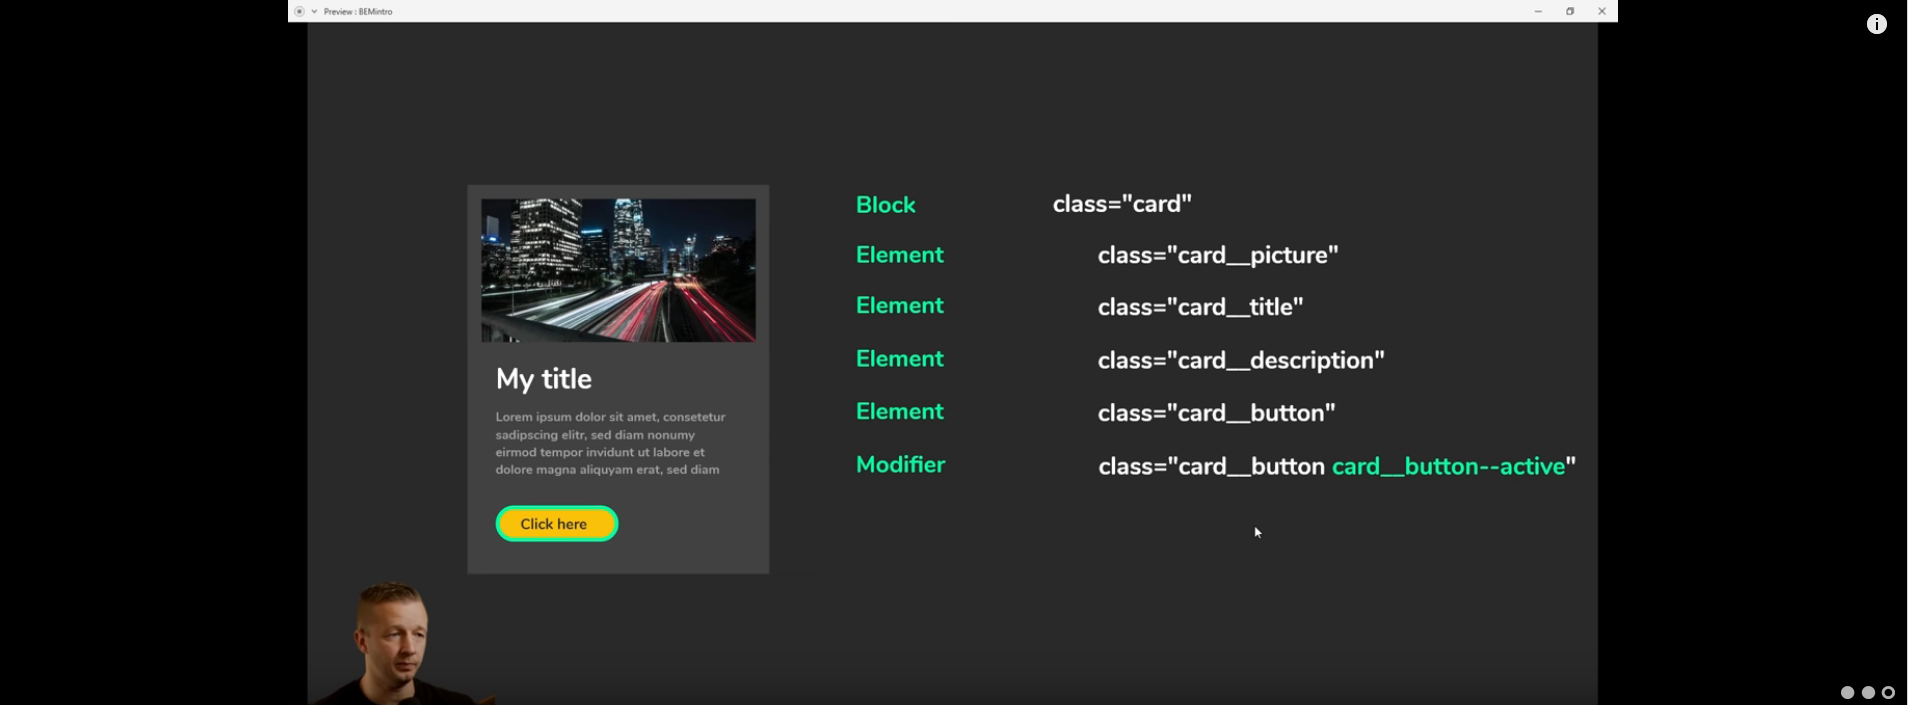 Preview : BEMintro
i
Block class="card"
Element class="card__picture"
Element class="card__title"
Element class="card__description"
Element class="card__button"
Modifier class="card__button card__button--active"
My title
Lorem ipsum dolor sit amet, consetetur
sadipscing elitr, sed diam nonumy
eirmod tempor invidunt ut labore et
dolore magna aliquyam erat, sed diam
Click here